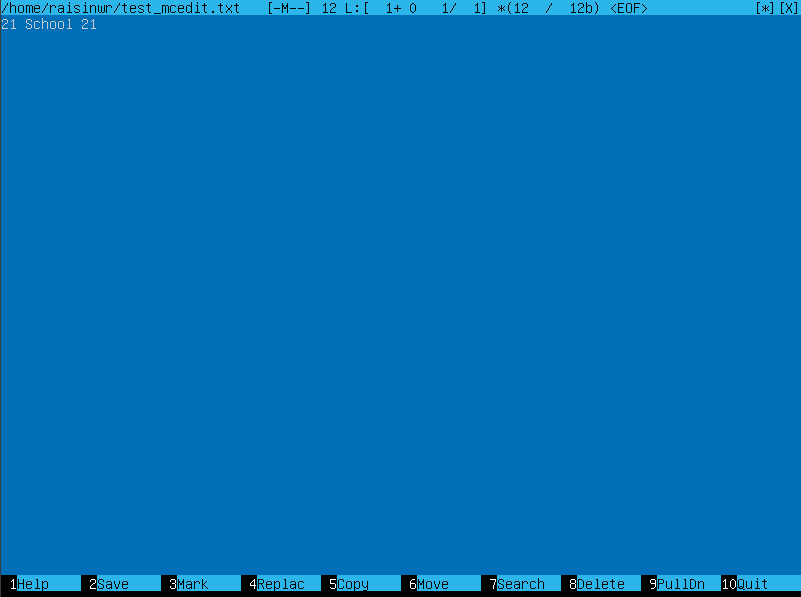 /home/raisinwr/test_mcedit.txt   [-M--] 12 L:[  1+ 0   1/  1] *(12  /  12b) <EOF>             [*][X]
21 School 21
1Help   2Save   3Mark   4Replac   5Copy   6Move   7Search   8Delete   9PullDn   10Quit